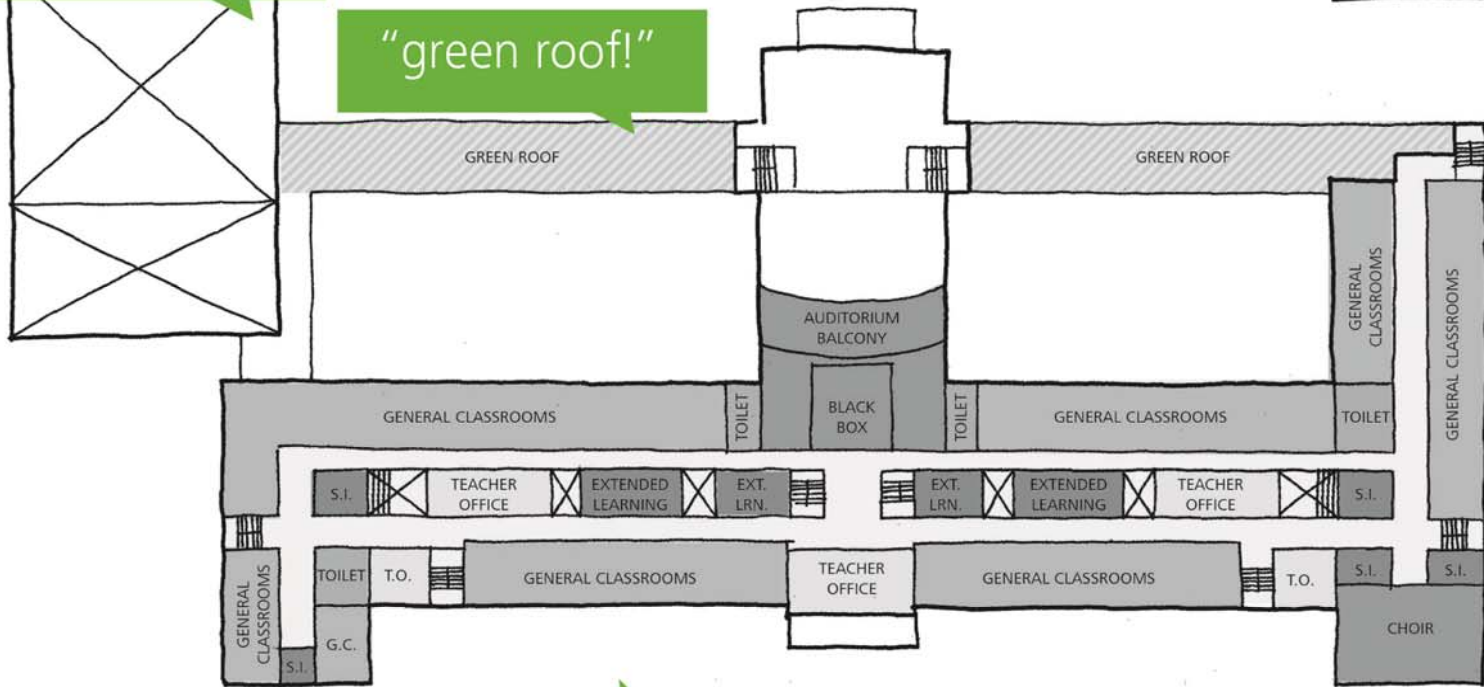 “green roof!”
GREEN ROOF
GREEN ROOF
GENERAL
CLASSROOMS
GENERAL CLASSROOMS
AUDITORIUM
BALCONY
GENERAL CLASSROOMS
TOILET
BLACK
BOX
TOILET
GENERAL CLASSROOMS
TOILET
S.I.
TEACHER
OFFICE
EXTENDED
LEARNING
EXT.
LRN.
EXT.
LRN.
EXTENDED
LEARNING
TEACHER
OFFICE
S.I.
GENERAL
CLASSROOMS
TOILET
T.O.
GENERAL CLASSROOMS
TEACHER
OFFICE
GENERAL CLASSROOMS
T.O.
S.I.
S.I.
G.C.
S.I.
CHOIR